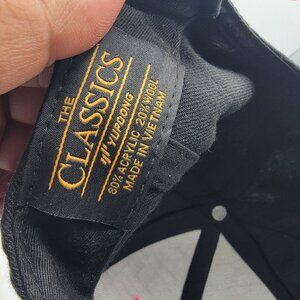 THE
CLASSICS
YUPOONG
80% ACRYLIC 20% WOOL
MADE IN VIETNAM